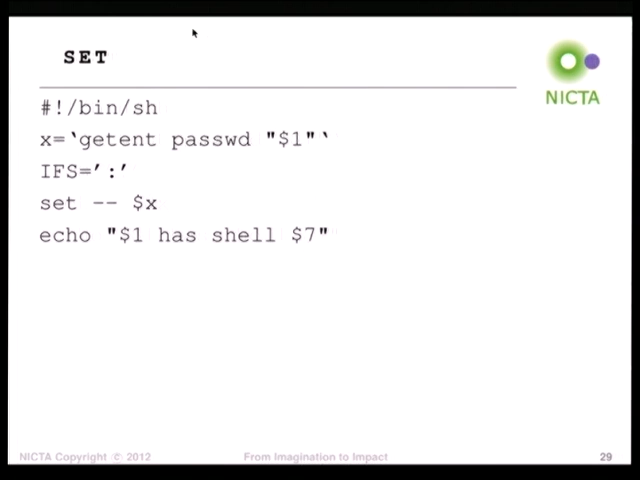 SET
NICTA
#!/bin/sh
x=‘getent passwd "$1"‘
IFS=’:’
set -- $x
echo "$1 has shell $7"
NICTA Copyright © 2012 From Imagination to Impact 29